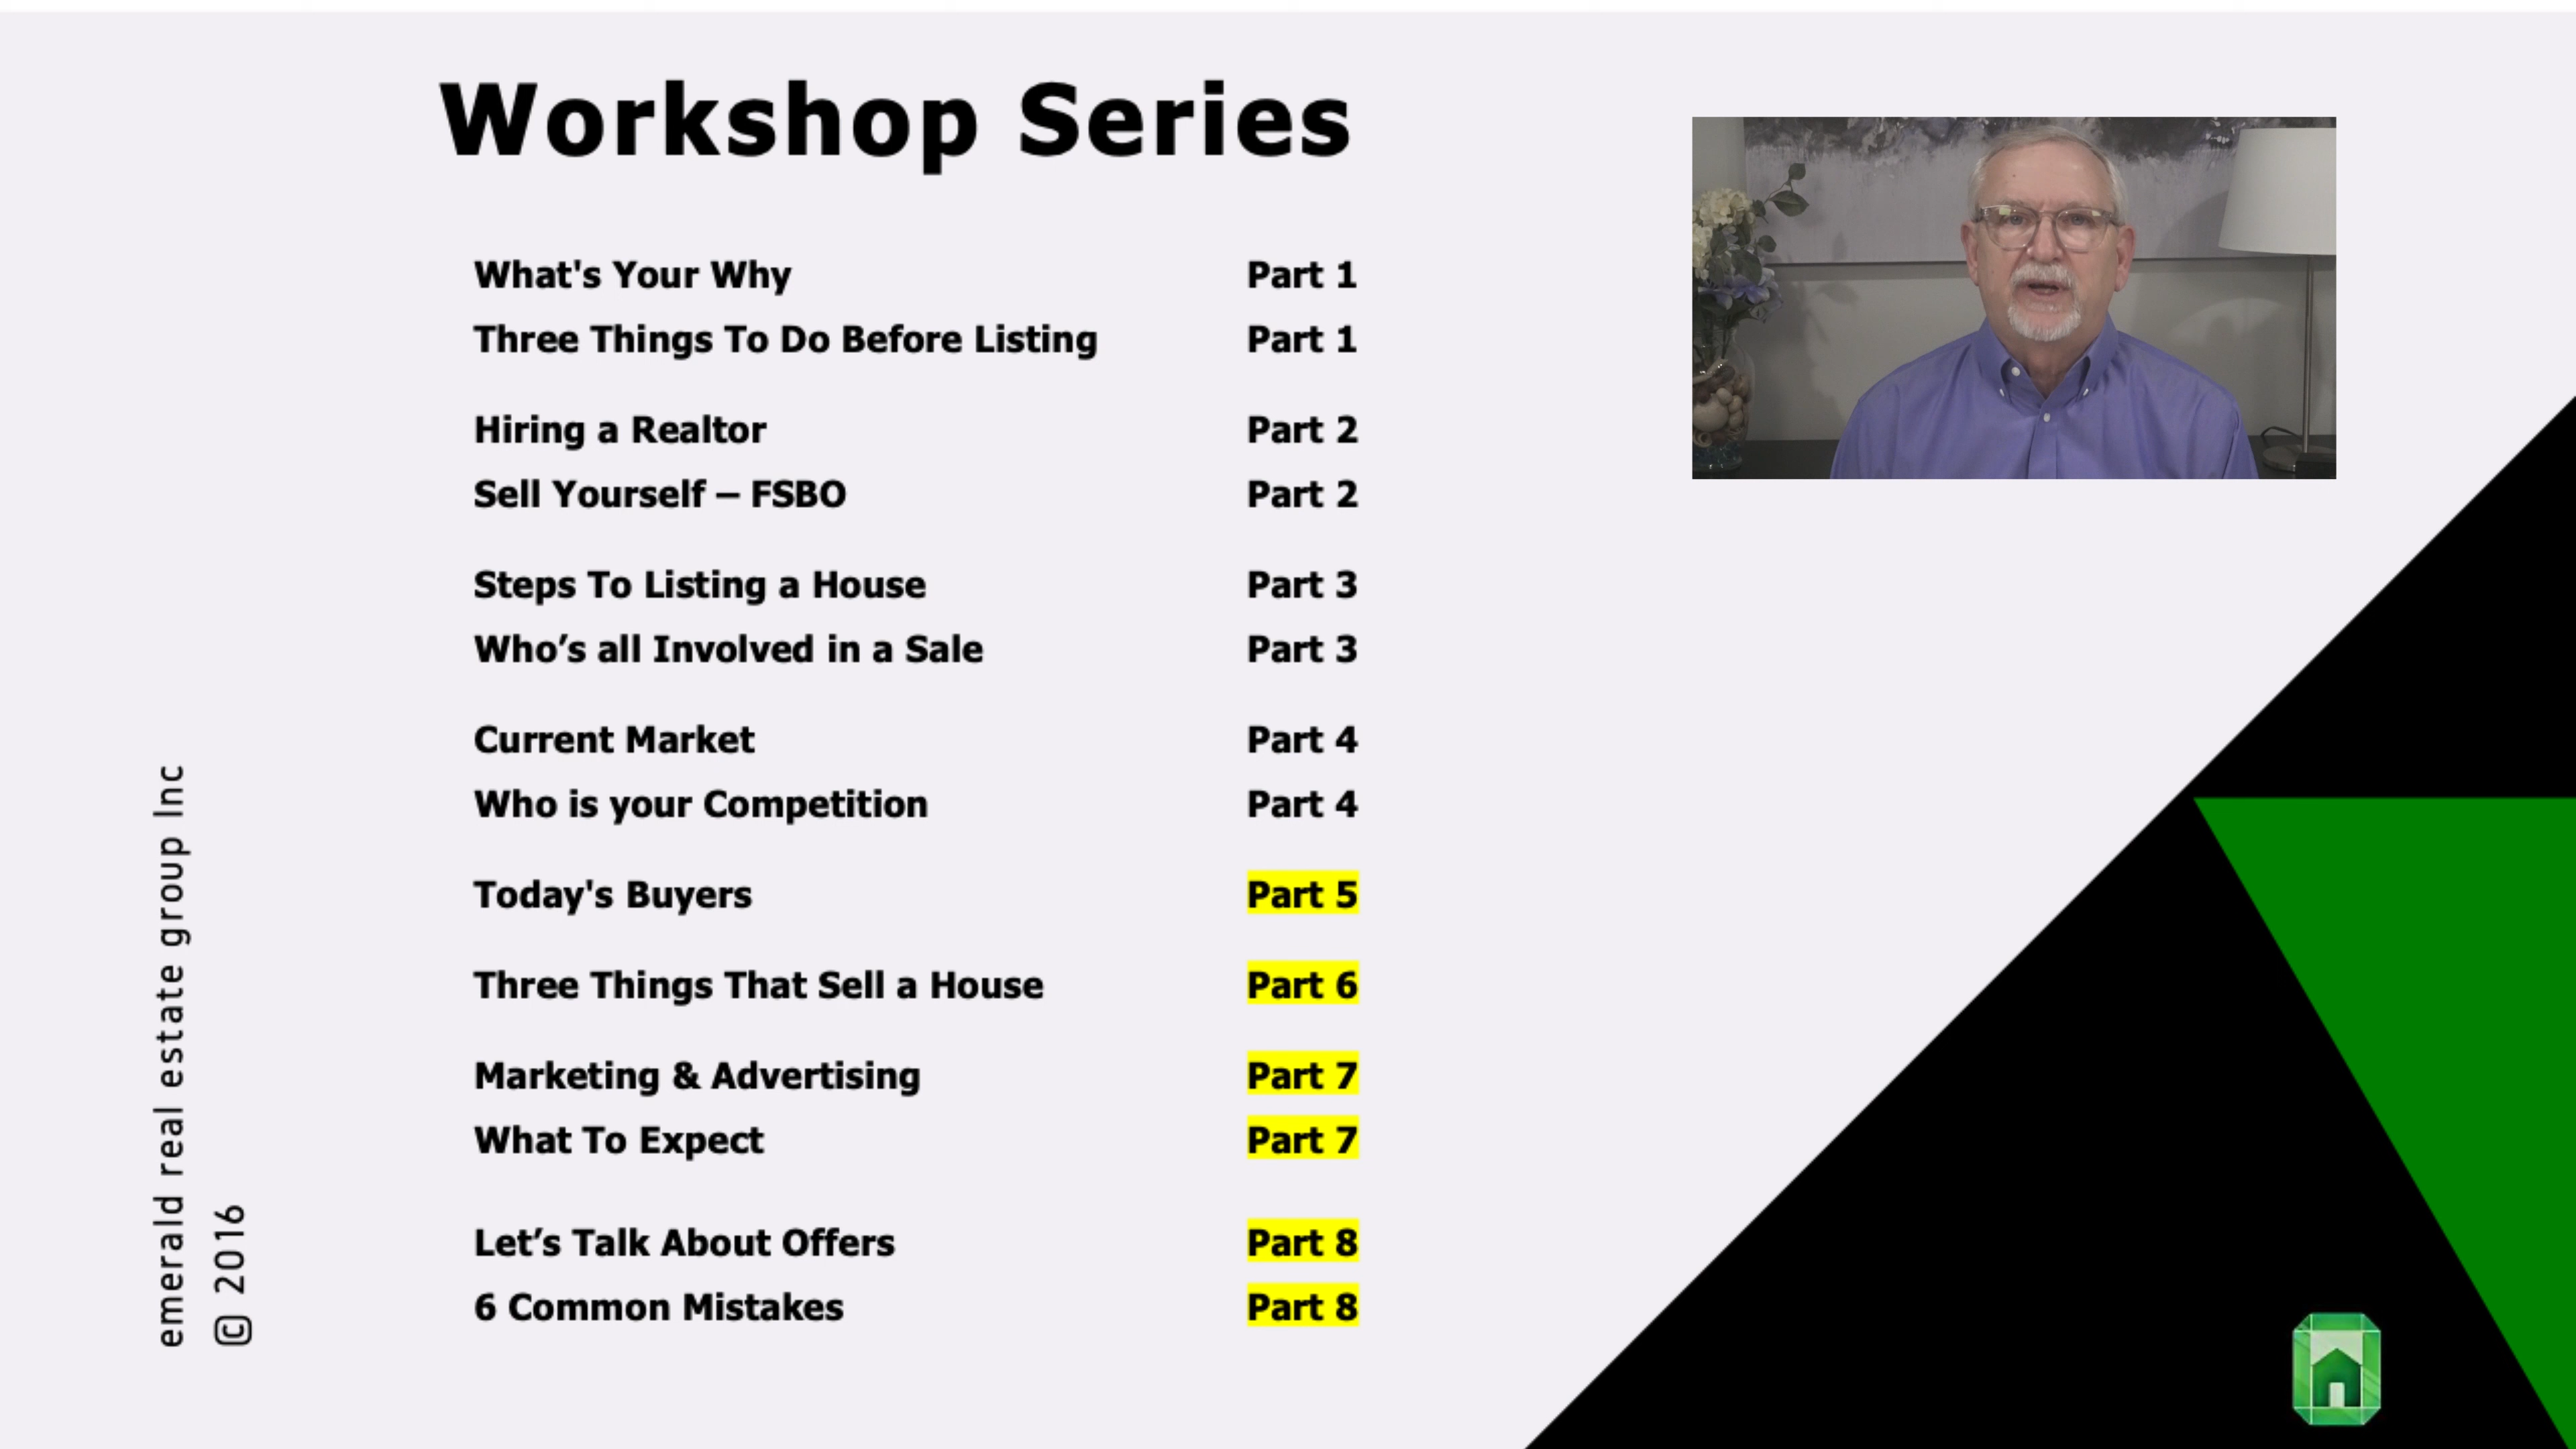 Workshop Series
What's Your Why Part 1
Three Things To Do Before Listing Part 1
Hiring a Realtor Part 2
Sell Yourself – FSBO Part 2
Steps To Listing a House Part 3
Who’s all Involved in a Sale Part 3
Current Market Part 4
Who is your Competition Part 4
Today's Buyers Part 5
Three Things That Sell a House Part 6
Marketing & Advertising Part 7
What To Expect Part 7
Let’s Talk About Offers Part 8
6 Common Mistakes Part 8
emerald real estate group Inc
© 2016